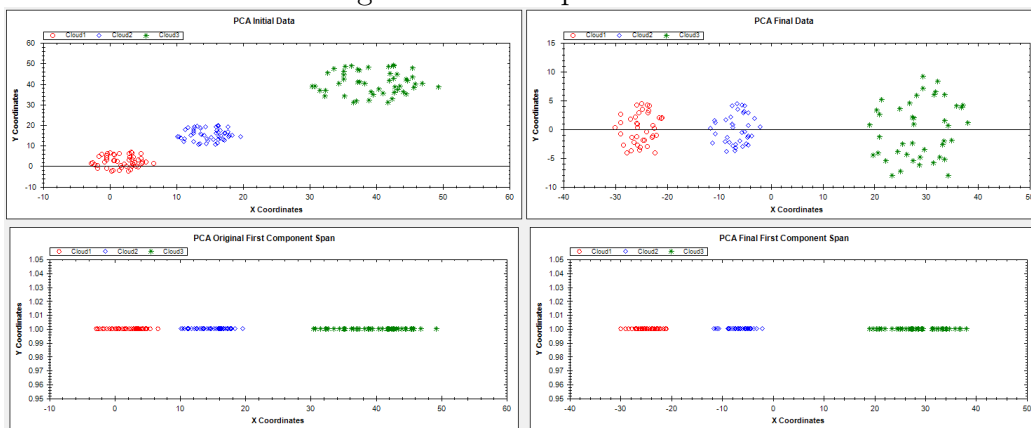 PCA Initial Data
Cloud1 Cloud2 Cloud3
Y Coordinates
60
50
40
30
20
10
0
-10
-10 0 10 20 30 40 50 60
X Coordinates
PCA Final Data
Cloud1 Cloud2 Cloud3
Y Coordinates
15
10
5
0
-5
-10
-40 -30 -20 -10 0 10 20 30 40 50 60
X Coordinates
PCA Original First Component Span
Cloud1 Cloud2 Cloud3
Y Coordinates
1.05
1.04
1.03
1.02
1.01
1.00
0.99
0.98
0.97
0.96
0.95
-10 0 10 20 30 40 50 60
X Coordinates
PCA Final First Component Span
Cloud1 Cloud2 Cloud3
Y Coordinates
1.05
1.04
1.03
1.02
1.01
1.00
0.99
0.98
0.97
0.96
0.95
-40 -30 -20 -10 0 10 20 30 40 50 60
X Coordinates